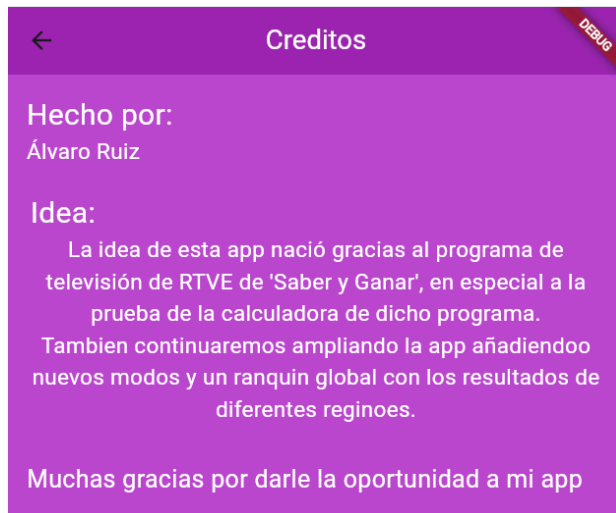 Creditos
DEBUG
Hecho por:
Álvaro Ruiz
Idea:
La idea de esta app nació gracias al programa de
televisión de RTVE de 'Saber y Ganar', en especial a la
prueba de la calculadora de dicho programa.
Tambien continuaremos ampliando la app añadiendoo
nuevos modos y un ranquin global con los resultados de
diferentes reginoes.
Muchas gracias por darle la oportunidad a mi app